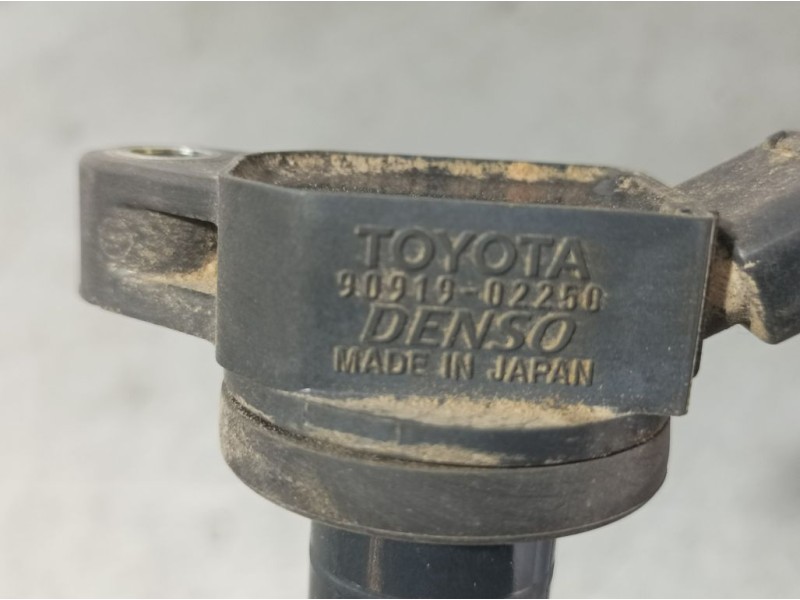 TOYOTA
90919-02250
DENSO
MADE IN JAPAN